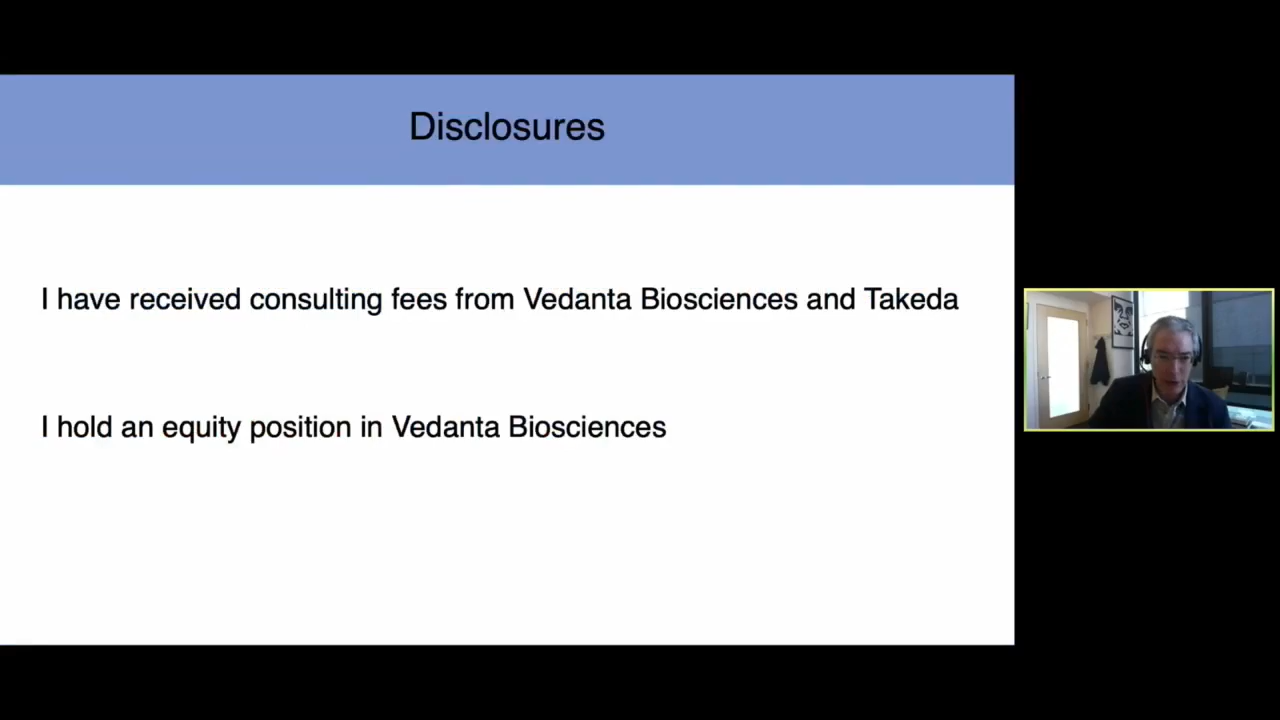 Disclosures
I have received consulting fees from Vedanta Biosciences and Takeda
I hold an equity position in Vedanta Biosciences